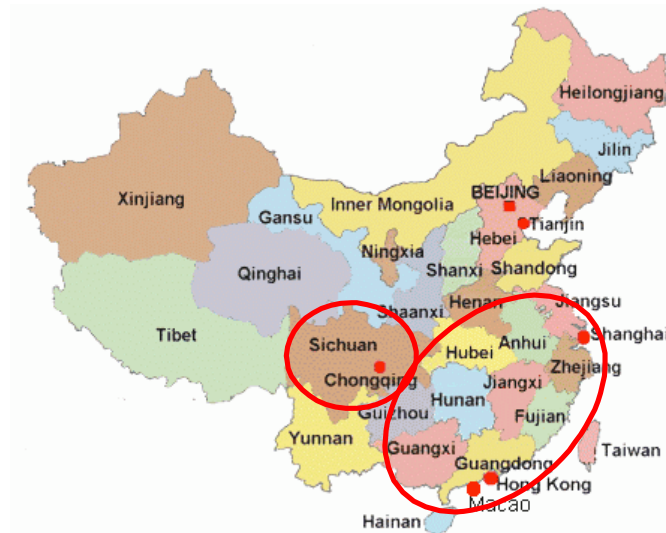 Heilongjiang
Jilin
Liaoning
Xinjiang
BEIJING
Inner Mongolia
Gansu
Tianjin
Hebei
Ningxia
Shanxi
Shandong
Qinghai
Henan
Jiangsu
Shaanxi
Tibet
Shanghai
Anhui
Sichuan
Hubei
Zhejiang
Chongqing
Jiangxi
Hunan
Guizhou
Fujian
Yunnan
Guangxi
Taiwan
Guangdong
Hong Kong
Macao
Hainan